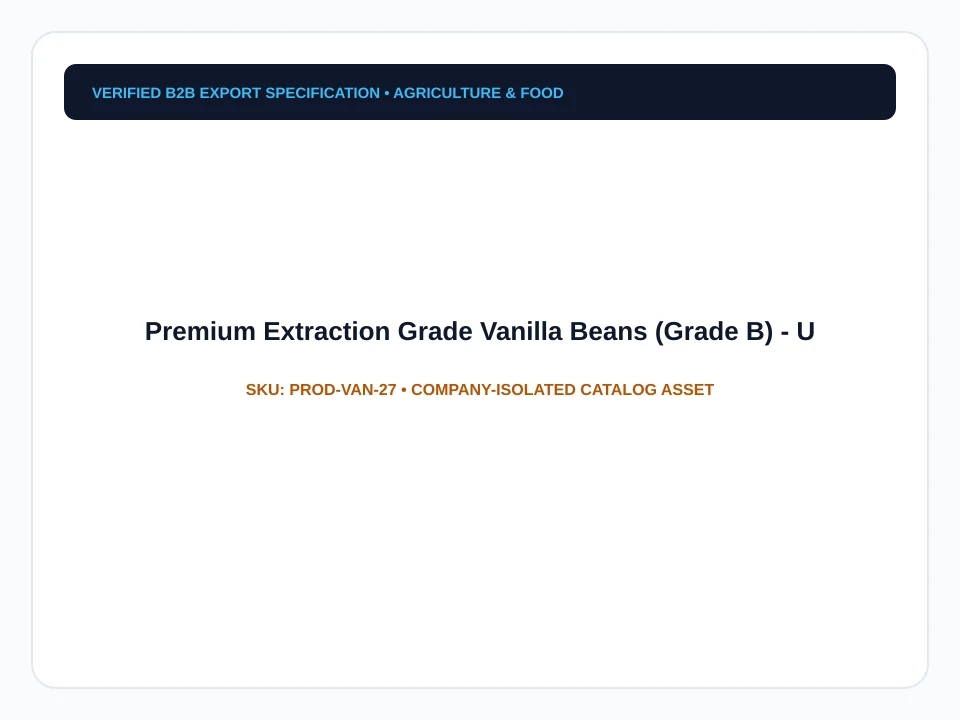 VERIFIED B2B EXPORT SPECIFICATION • AGRICULTURE & FOOD
Premium Extraction Grade Vanilla Beans (Grade B) - U
SKU: PROD-VAN-27 • COMPANY-ISOLATED CATALOG ASSET